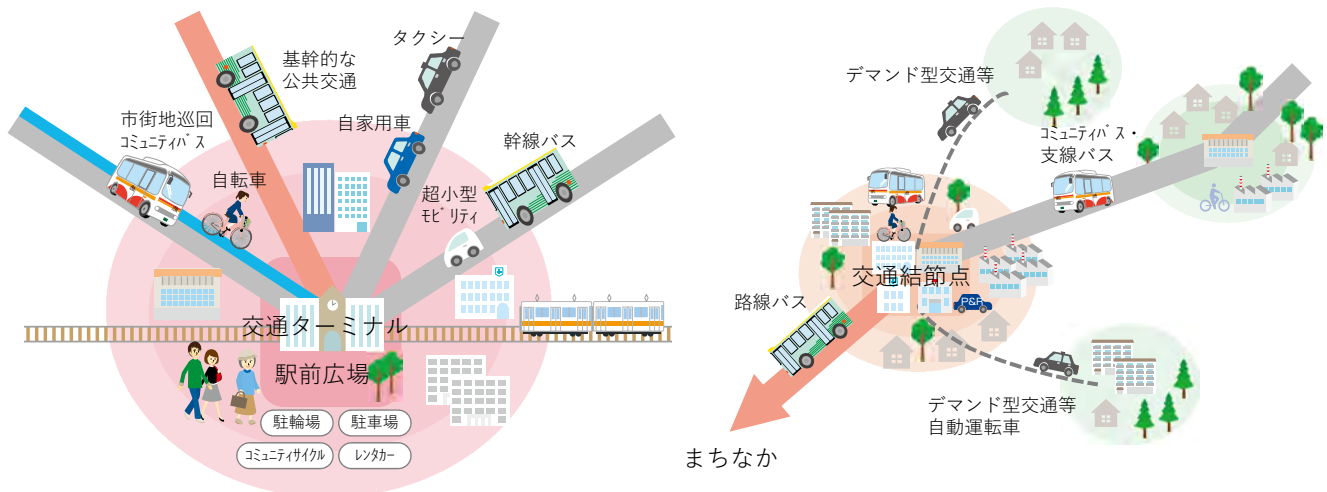 タクシー
基幹的な
公共交通
市街地巡回
ｺﾐｭﾆﾃｨﾊﾞｽ
自家用車
幹線バス
自転車
超小型
ﾓﾋﾞﾘﾃｨ
交通ターミナル
駅前広場
駐輪場
駐車場
ｺﾐｭﾆﾃｨｻｲｸﾙ
ﾚﾝﾀｶｰ
デマンド型交通等
ｺﾐｭﾆﾃｨﾊﾞｽ・
支線バス
交通結節点
P&R
路線バス
デマンド型交通等
自動運転車
まちなか